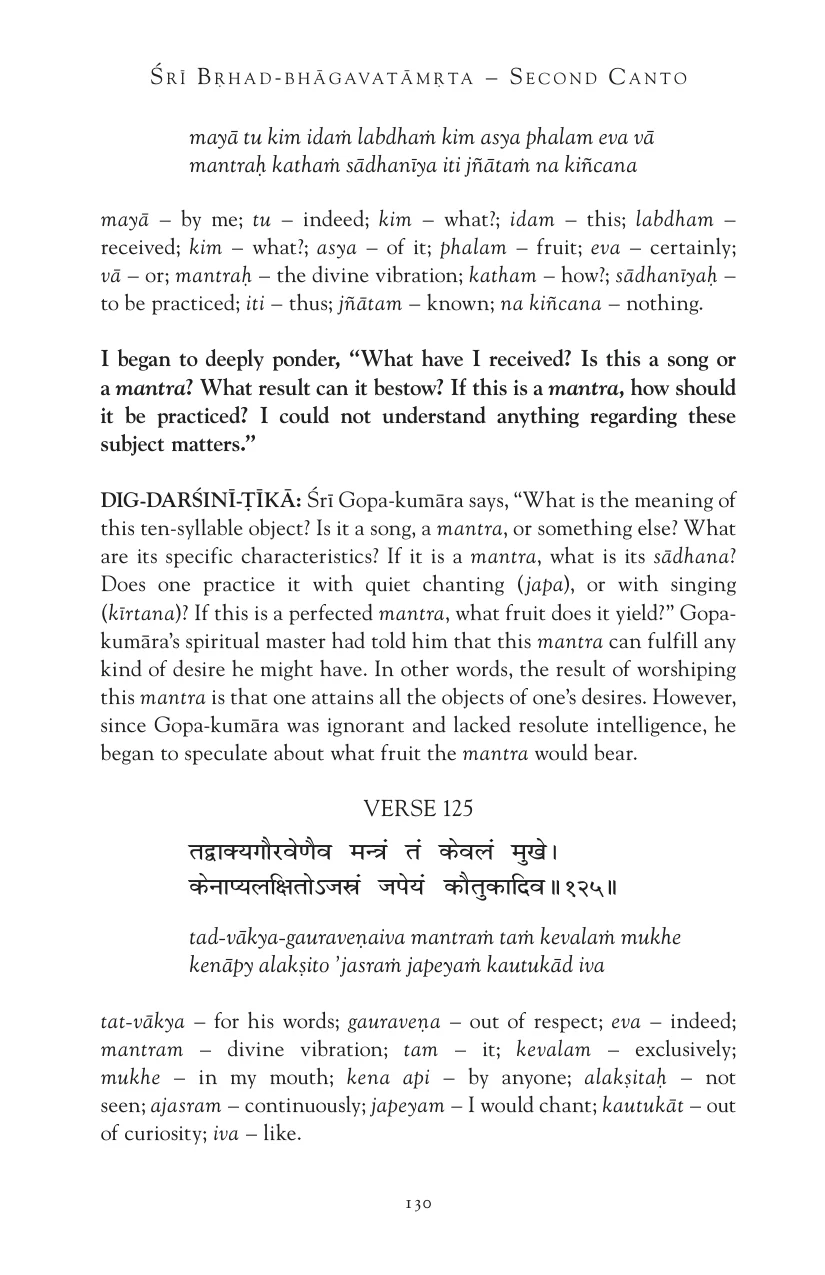 ŚRĪ BṚHAD-BHĀGAVATĀMṚTA – SECOND CANTO
mayā tu kim idaṁ labdhaṁ kim asya phalam eva vā
mantraḥ kathaṁ sādhanīya iti jñātaṁ na kiñcana
mayā – by me; tu – indeed; kim – what?; idam – this; labdham –
received; kim – what?; asya – of it; phalam – fruit; eva – certainly;
vā – or; mantraḥ – the divine vibration; katham – how?; sādhanīyaḥ –
to be practiced; iti – thus; jñātam – known; na kiñcana – nothing.
I began to deeply ponder, “What have I received? Is this a song or
a mantra? What result can it bestow? If this is a mantra, how should
it be practiced? I could not understand anything regarding these
subject matters.”
DIG-DARŚINĪ-ṬĪKĀ: Śrī Gopa-kumāra says, “What is the meaning of
this ten-syllable object? Is it a song, a mantra, or something else? What
are its specific characteristics? If it is a mantra, what is its sādhana?
Does one practice it with quiet chanting (japa), or with singing
(kīrtana)? If this is a perfected mantra, what fruit does it yield?” Gopa-
kumāra’s spiritual master had told him that this mantra can fulfill any
kind of desire he might have. In other words, the result of worshiping
this mantra is that one attains all the objects of one’s desires. However,
since Gopa-kumāra was ignorant and lacked resolute intelligence, he
began to speculate about what fruit the mantra would bear.
VERSE 125
तद्वाक्यगौरवेणैव मन्त्रं तं केवलं मुखे।
केनाप्यलक्षितोऽजस्रं जपेयं कौतुकादिव॥१२५॥
tad-vākya-gauraveṇaiva mantraṁ taṁ kevalaṁ mukhe
kenāpy alakṣito ’jasraṁ japeyaṁ kautukād iva
tat-vākya – for his words; gauraveṇa – out of respect; eva – indeed;
mantram – divine vibration; tam – it; kevalam – exclusively;
mukhe – in my mouth; kena api – by anyone; alakṣitaḥ – not
seen; ajasram – continuously; japeyam – I would chant; kautukāt – out
of curiosity; iva – like.
130